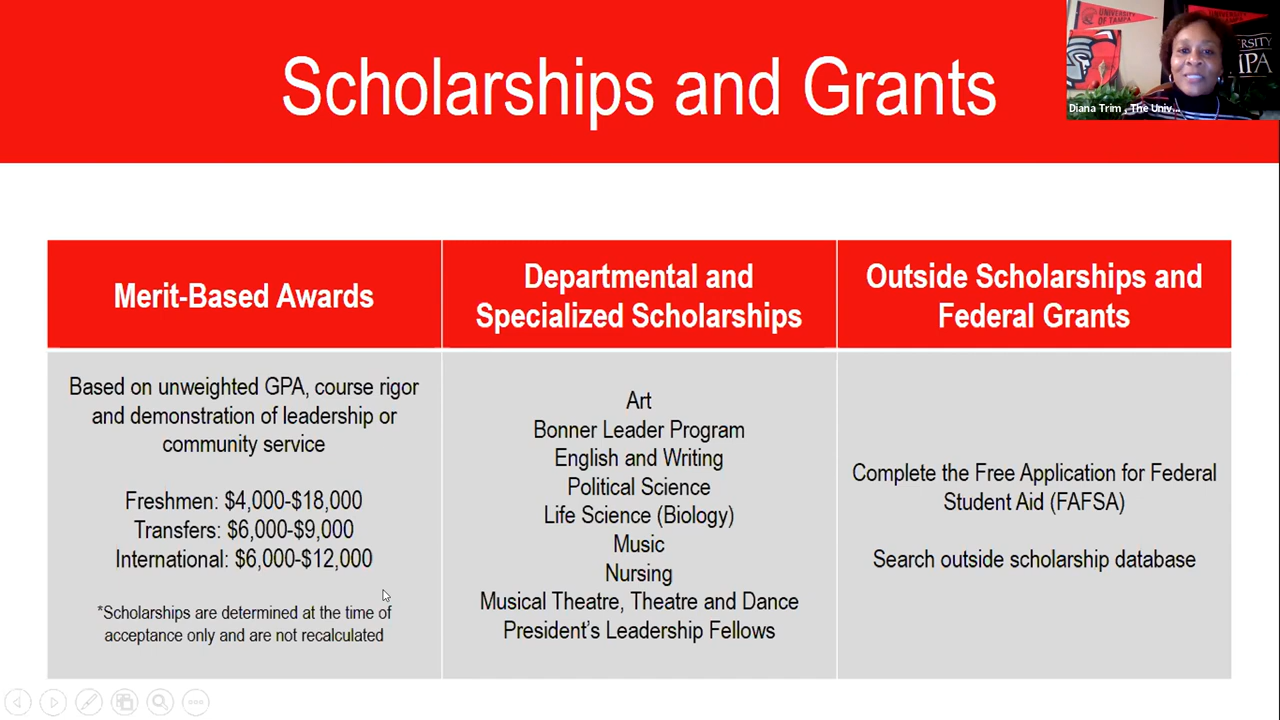 Scholarships and Grants
UNIVERSITY
OF TAMPA
Diana Trim , The Univ...
Merit-Based Awards
Departmental and
Specialized Scholarships
Outside Scholarships and
Federal Grants
Based on unweighted GPA, course rigor
and demonstration of leadership or
community service
Freshmen: $4,000-$18,000
Transfers: $6,000-$9,000
International: $6,000-$12,000
*Scholarships are determined at the time of
acceptance only and are not recalculated
Art
Bonner Leader Program
English and Writing
Political Science
Life Science (Biology)
Music
Nursing
Musical Theatre, Theatre and Dance
President's Leadership Fellows
Complete the Free Application for Federal
Student Aid (FAFSA)
Search outside scholarship database